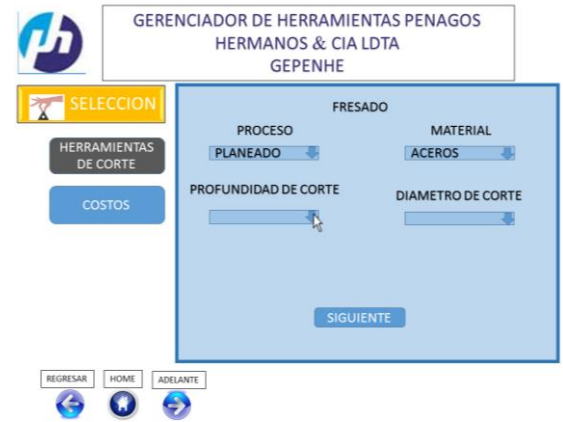 GERENCIADOR DE HERRAMIENTAS PENAGOS
HERMANOS & CIA LDTA
GEPENHE
SELECCION
HERRAMIENTAS
DE CORTE
COSTOS
FRESADO
PROCESO
MATERIAL
PLANEADO
ACEROS
PROFUNDIDAD DE CORTE
DIAMETRO DE CORTE
SIGUIENTE
REGRESAR
HOME
ADELANTE